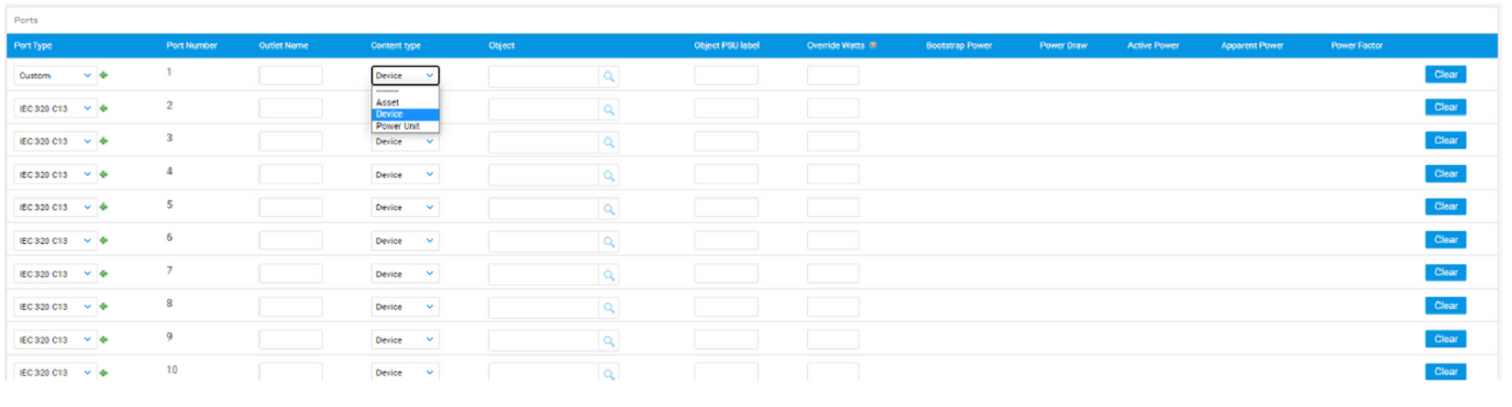 Ports
Port Type Port Number Outlet Name Content type Object Object PSU label Override Watts Bootstrap Power Power Draw Active Power Apparent Power Power Factor
Custom 1 Device Clear
--------
Asset
IEC 320 C13 2 Device Clear
Power Unit
IEC 320 C13 3 Device Clear
IEC 320 C13 4 Device Clear
IEC 320 C13 5 Device Clear
IEC 320 C13 6 Device Clear
IEC 320 C13 7 Device Clear
IEC 320 C13 8 Device Clear
IEC 320 C13 9 Device Clear
IEC 320 C13 10 Device Clear